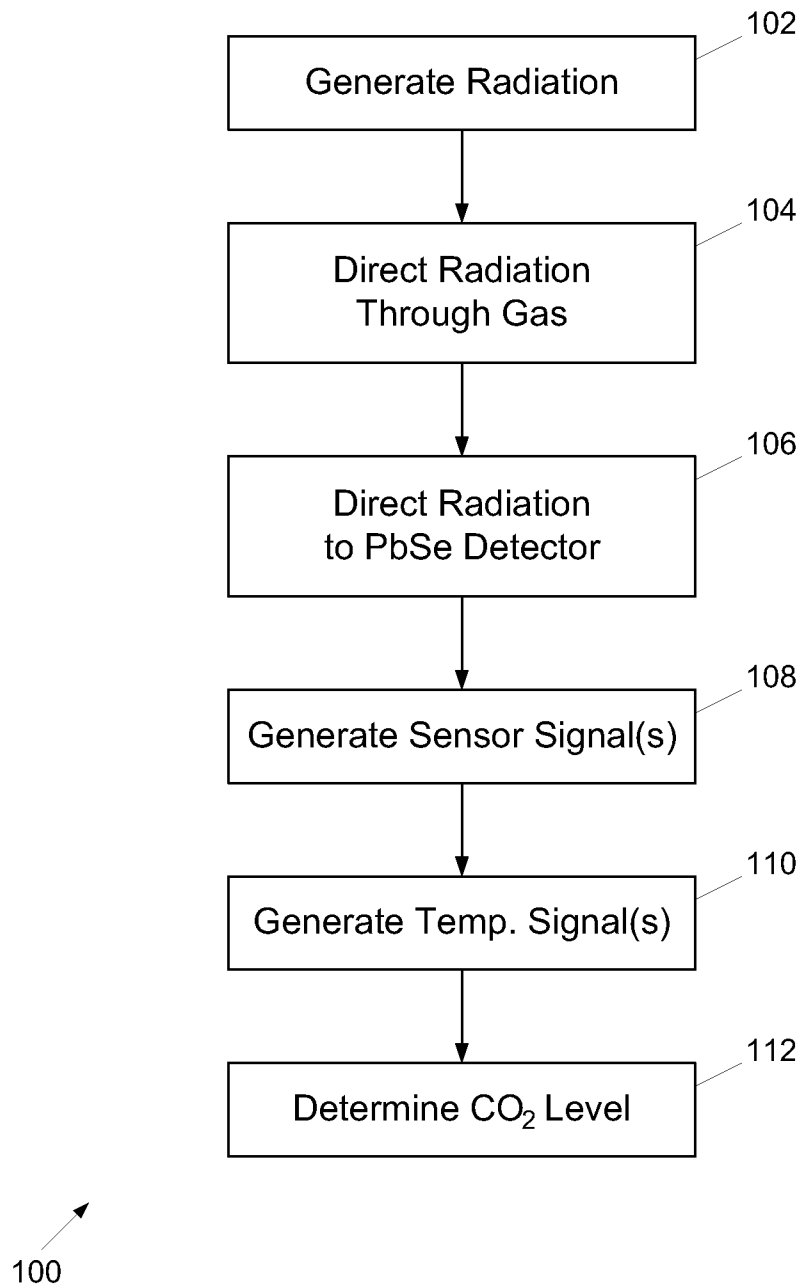 102
Generate Radiation
104
Direct Radiation
Through Gas
106
Direct Radiation
to PbSe Detector
108
Generate Sensor Signal(s)
110
Generate Temp. Signal(s)
112
Determine CO₂ Level
100